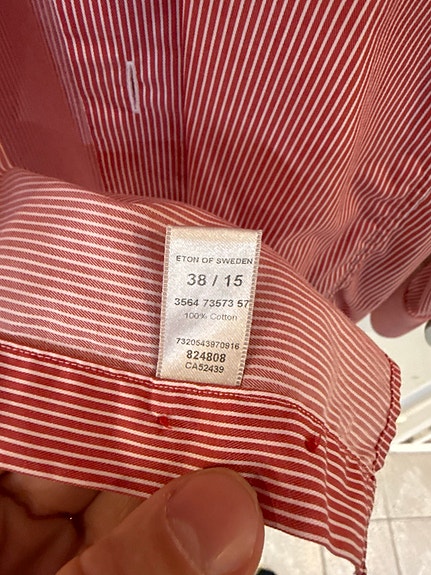 ETON OF SWEDEN
38 / 15
3564 73573 57
100% Cotton
7320543970916
824808
CA52439